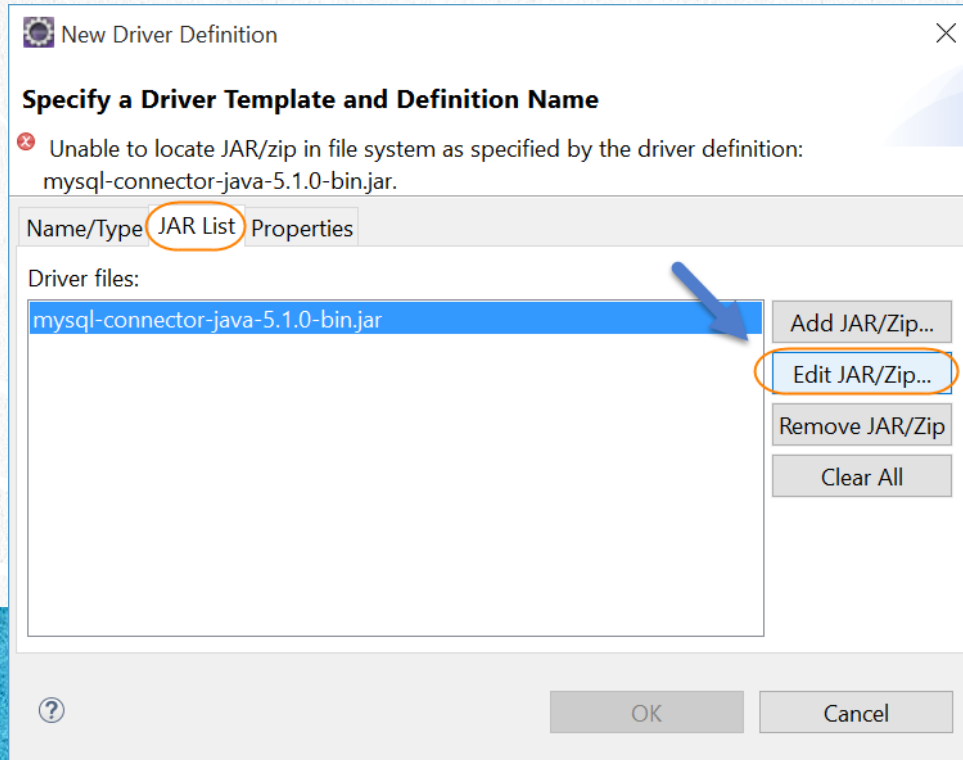 New Driver Definition
Specify a Driver Template and Definition Name
Unable to locate JAR/zip in file system as specified by the driver definition:
mysql-connector-java-5.1.0-bin.jar.
Name/Type JAR List Properties
Driver files:
mysql-connector-java-5.1.0-bin.jar
Add JAR/Zip...
Edit JAR/Zip...
Remove JAR/Zip
Clear All
?
OK Cancel